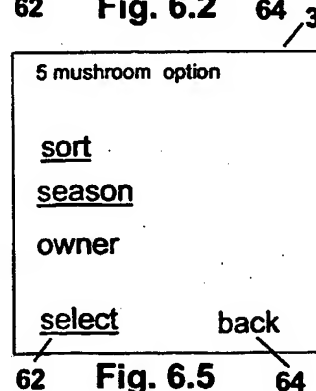 62 Fig. 6.2 64 3
5 mushroom option
sort
season
owner
select back
62 Fig. 6.5 64